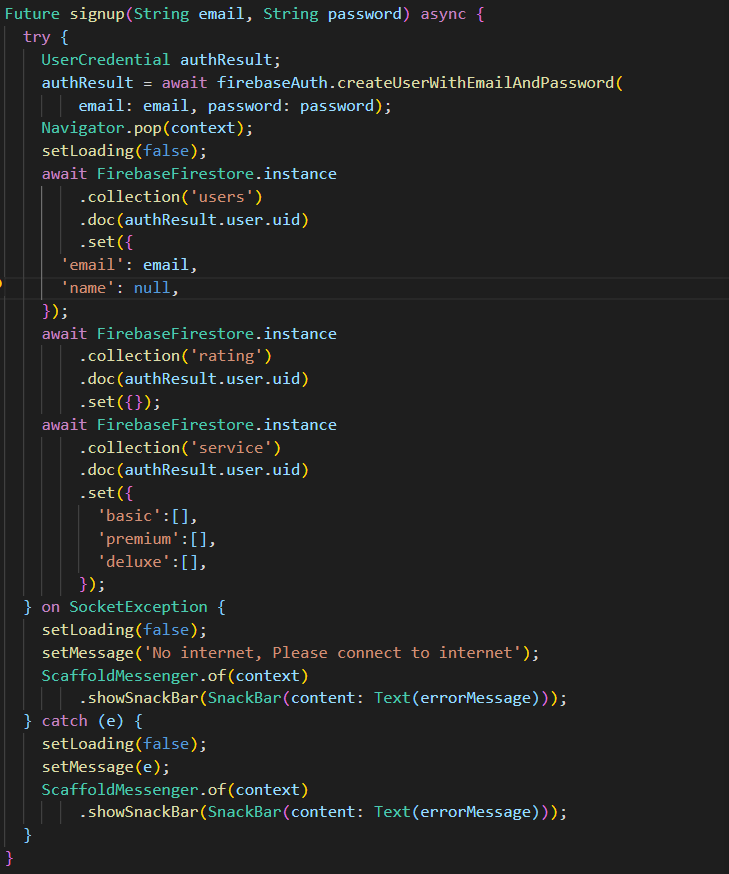 Future signup(String email, String password) async {
try {
UserCredential authResult;
authResult = await firebaseAuth.createUserWithEmailAndPassword(
email: email, password: password);
Navigator.pop(context);
setLoading(false);
await FirebaseFirestore.instance
.collection('users')
.doc(authResult.user.uid)
.set({
'email': email,
'name': null,
});
await FirebaseFirestore.instance
.collection('rating')
.doc(authResult.user.uid)
.set({});
await FirebaseFirestore.instance
.collection('service')
.doc(authResult.user.uid)
.set({
'basic':[],
'premium':[],
'deluxe':[],
});
} on SocketException {
setLoading(false);
setMessage('No internet, Please connect to internet');
ScaffoldMessenger.of(context)
.showSnackBar(SnackBar(content: Text(errorMessage)));
} catch (e) {
setLoading(false);
setMessage(e);
ScaffoldMessenger.of(context)
.showSnackBar(SnackBar(content: Text(errorMessage)));
}
}